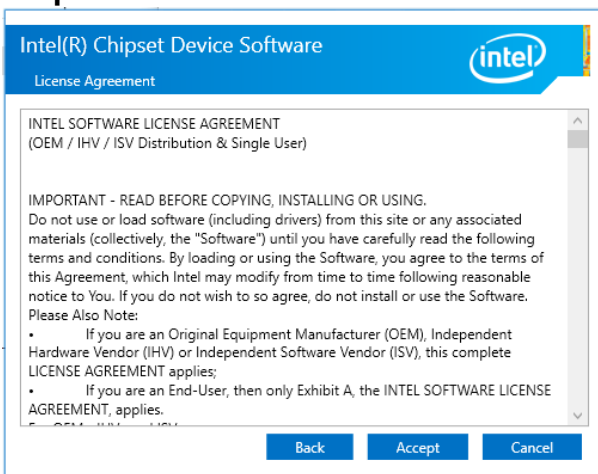 Intel(R) Chipset Device Software
intel
License Agreement
INTEL SOFTWARE LICENSE AGREEMENT
(OEM / IHV / ISV Distribution & Single User)
IMPORTANT - READ BEFORE COPYING, INSTALLING OR USING.
Do not use or load software (including drivers) from this site or any associated
materials (collectively, the "Software") until you have carefully read the following
terms and conditions. By loading or using the Software, you agree to the terms of
this Agreement, which Intel may modify from time to time following reasonable
notice to You. If you do not wish to so agree, do not install or use the Software.
Please Also Note:
• If you are an Original Equipment Manufacturer (OEM), Independent
Hardware Vendor (IHV) or Independent Software Vendor (ISV), this complete
LICENSE AGREEMENT applies;
• If you are an End-User, then only Exhibit A, the INTEL SOFTWARE LICENSE
AGREEMENT, applies.
Back Accept Cancel